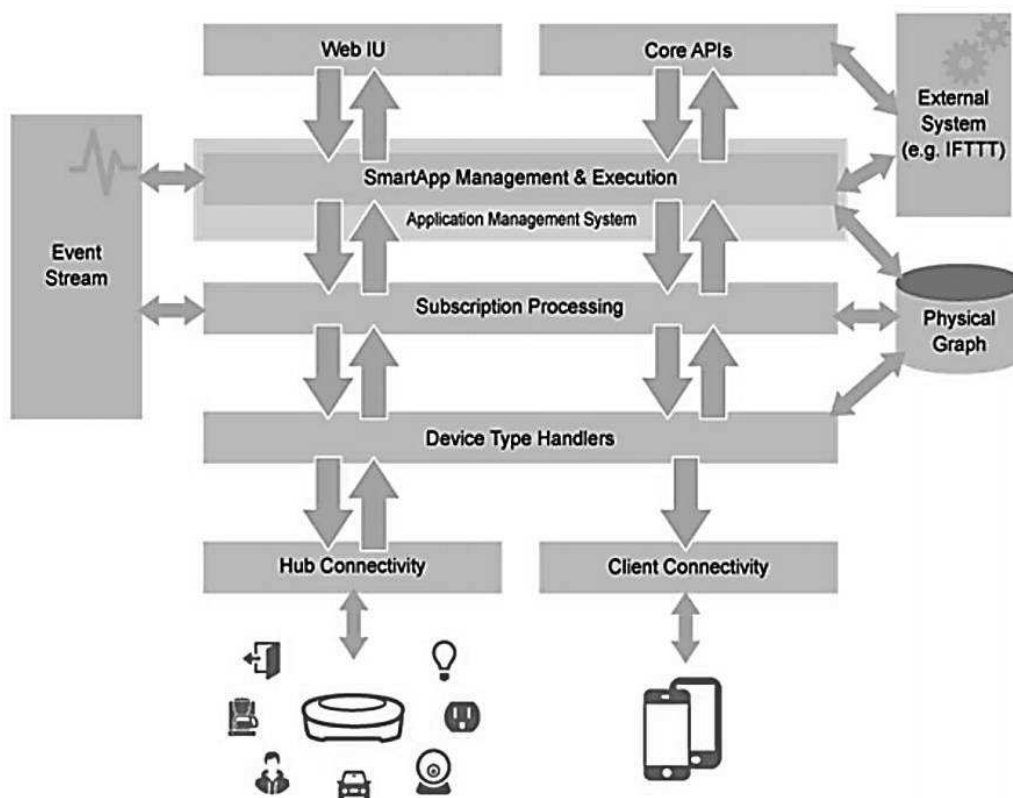 Web IU
Core APIs
External
System
(e.g. IFTTT)
SmartApp Management & Execution
Application Management System
Event
Stream
Subscription Processing
Physical
Graph
Device Type Handlers
Hub Connectivity
Client Connectivity